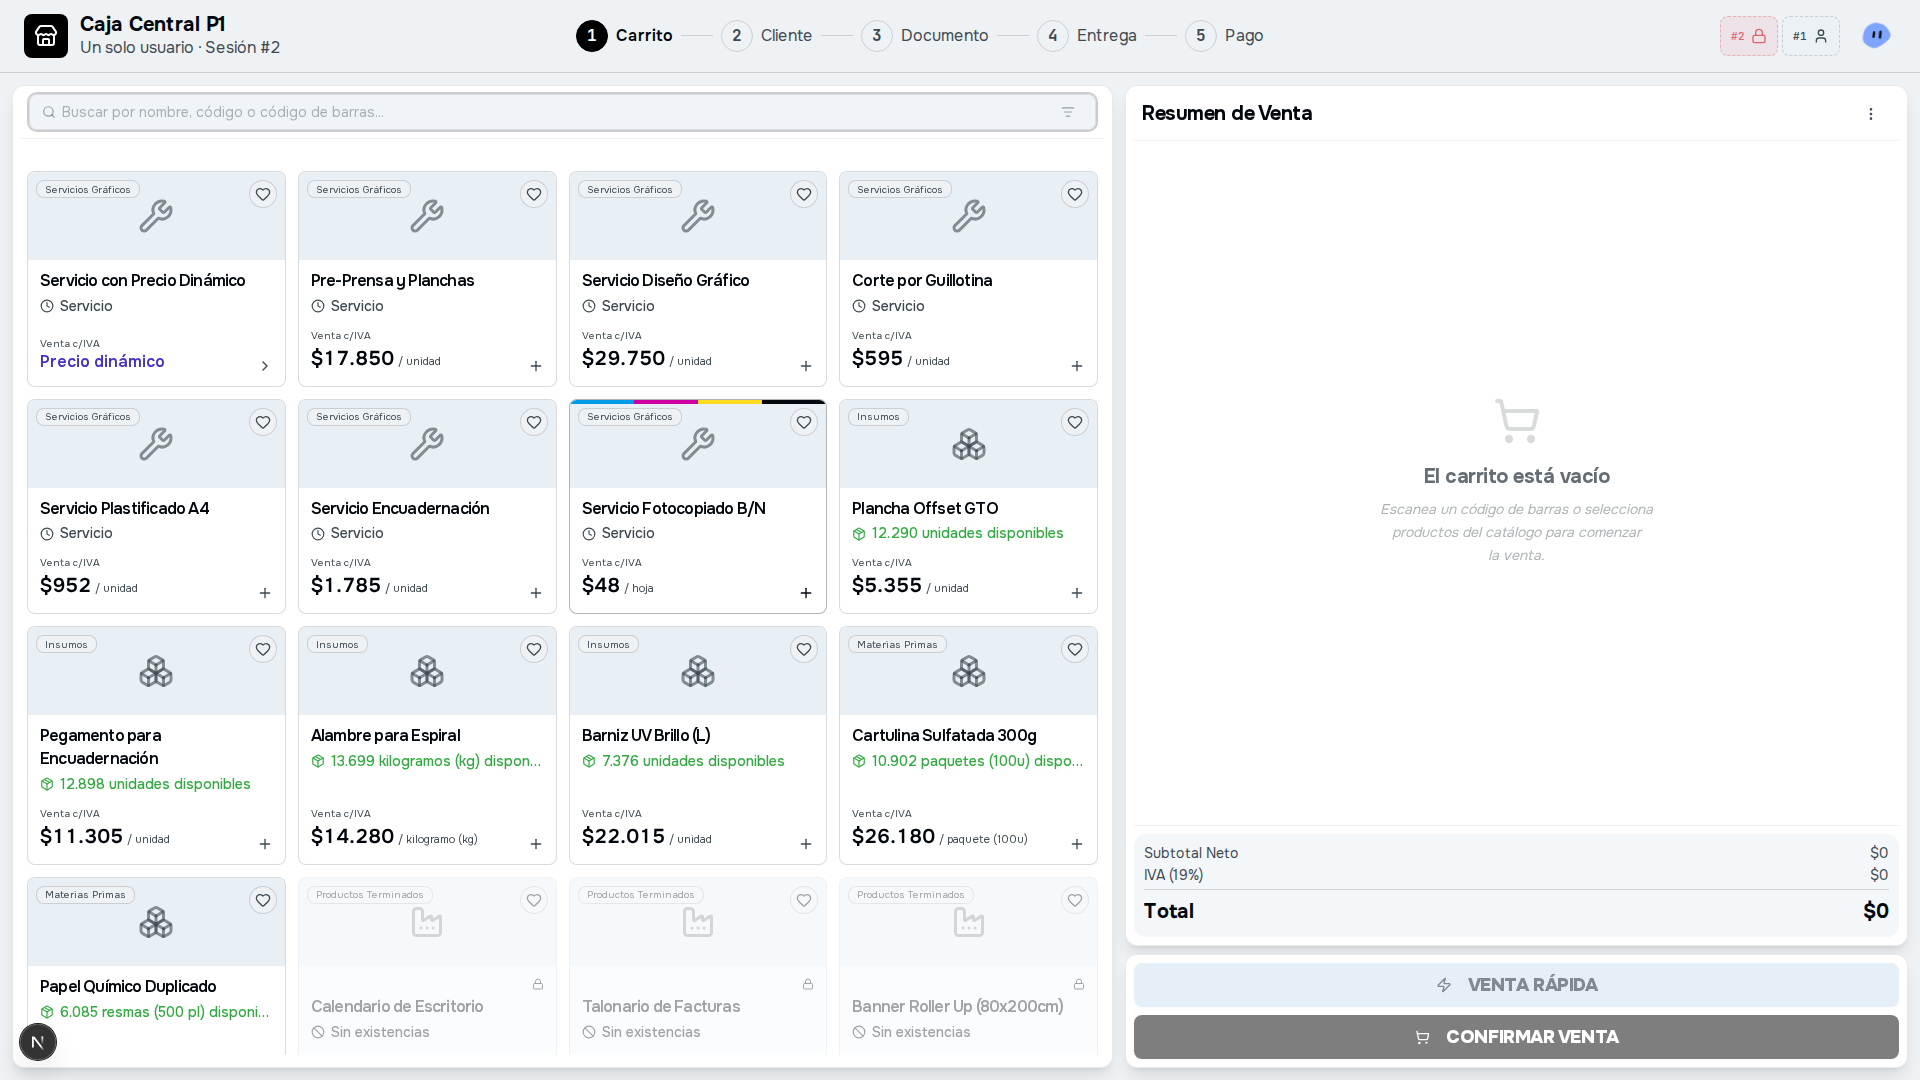 Caja Central P1
Un solo usuario · Sesión #2
1 Carrito 2 Cliente 3 Documento 4 Entrega 5 Pago
#2 #1
Buscar por nombre, código o código de barras...
Servicios Gráficos
Servicio con Precio Dinámico
Servicio
Venta c/IVA
Precio dinámico
Servicios Gráficos
Pre-Prensa y Planchas
Servicio
Venta c/IVA
$17.850 / unidad
Servicios Gráficos
Servicio Diseño Gráfico
Servicio
Venta c/IVA
$29.750 / unidad
Servicios Gráficos
Corte por Guillotina
Servicio
Venta c/IVA
$595 / unidad
Servicios Gráficos
Servicio Plastificado A4
Servicio
Venta c/IVA
$952 / unidad
Servicios Gráficos
Servicio Encuadernación
Servicio
Venta c/IVA
$1.785 / unidad
Servicios Gráficos
Servicio Fotocopiado B/N
Servicio
Venta c/IVA
$48 / hoja
Insumos
Plancha Offset GTO
12.290 unidades disponibles
Venta c/IVA
$5.355 / unidad
Insumos
Pegamento para
Encuadernación
12.898 unidades disponibles
Venta c/IVA
$11.305 / unidad
Insumos
Alambre para Espiral
13.699 kilogramos (kg) dispon...
Venta c/IVA
$14.280 / kilogramo (kg)
Insumos
Barniz UV Brillo (L)
7.376 unidades disponibles
Venta c/IVA
$22.015 / unidad
Materias Primas
Cartulina Sulfatada 300g
10.902 paquetes (100u) dispo...
Venta c/IVA
$26.180 / paquete (100u)
Materias Primas
Papel Químico Duplicado
6.085 resmas (500 pl) disponi...
Productos Terminados
Calendario de Escritorio
Sin existencias
Productos Terminados
Talonario de Facturas
Sin existencias
Productos Terminados
Banner Roller Up (80x200cm)
Sin existencias
N
Resumen de Venta
El carrito está vacío
Escanea un código de barras o selecciona
productos del catálogo para comenzar
la venta.
Subtotal Neto $0
IVA (19%) $0
Total $0
VENTA RÁPIDA
CONFIRMAR VENTA